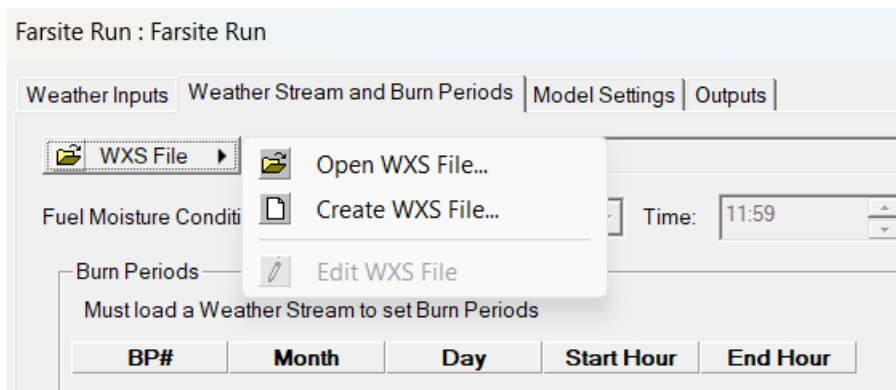 Farsite Run : Farsite Run
Weather Inputs Weather Stream and Burn Periods Model Settings Outputs
WXS File
Open WXS File...
Create WXS File...
Edit WXS File
Fuel Moisture Conditi Time: 11:59
Burn Periods
Must load a Weather Stream to set Burn Periods
BP# Month Day Start Hour End Hour